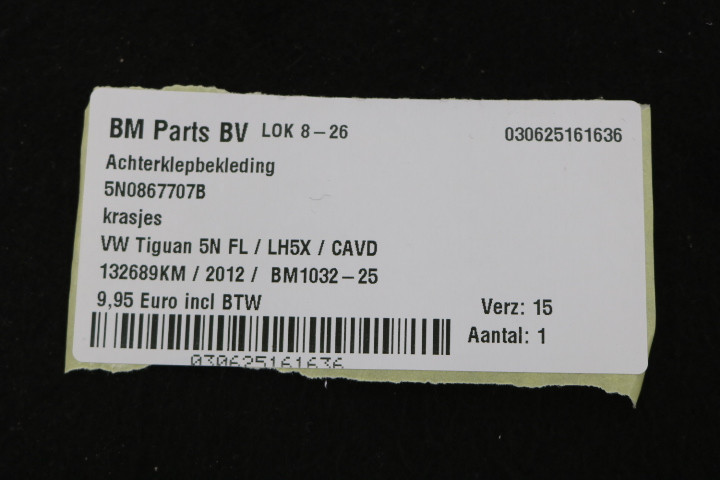 BM Parts BV LOK 8-26 030625161636
Achterklepbekleding
5N0867707B
krasjes
VW Tiguan 5N FL / LH5X / CAVD
132689KM / 2012 / BM1032-25
9,95 Euro incl BTW Verz: 15
Aantal: 1
030625161636